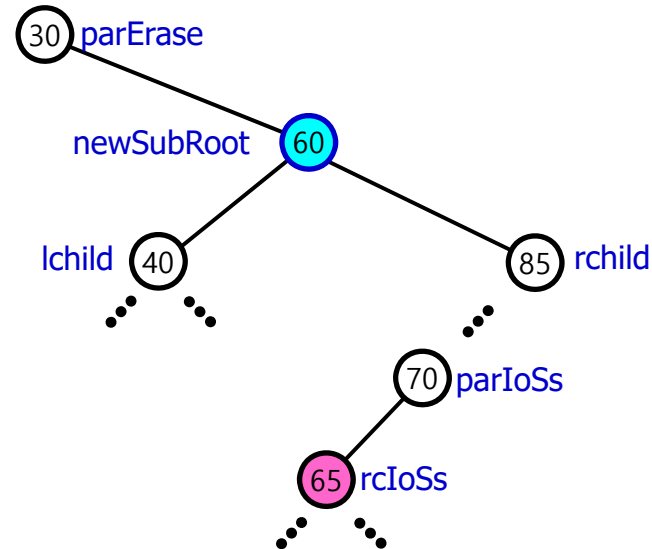 30 parErase
newSubRoot 60
lchild 40
85 rchild
70 parIoSs
65 rcIoSs